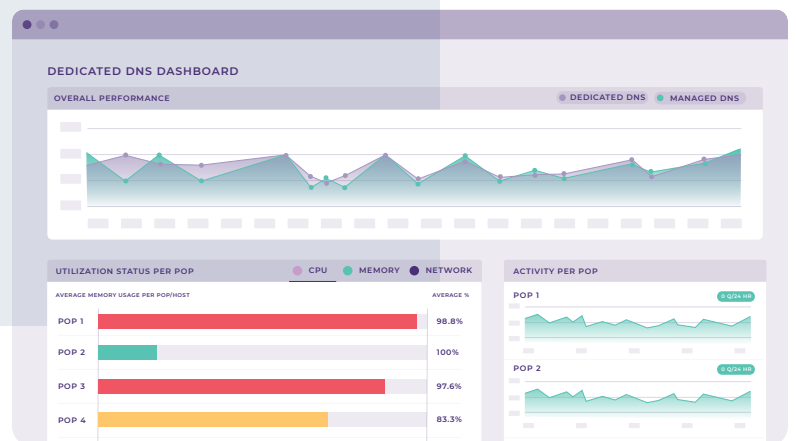 DEDICATED DNS DASHBOARD
OVERALL PERFORMANCE
DEDICATED DNS
MANAGED DNS
UTILIZATION STATUS PER POP
CPU
MEMORY
NETWORK
AVERAGE MEMORY USAGE PER POP/HOST
AVERAGE %
POP 1
98.8%
POP 2
100%
POP 3
97.6%
POP 4
83.3%
ACTIVITY PER POP
POP 1
0 Q/24 HR
POP 2
0 Q/24 HR